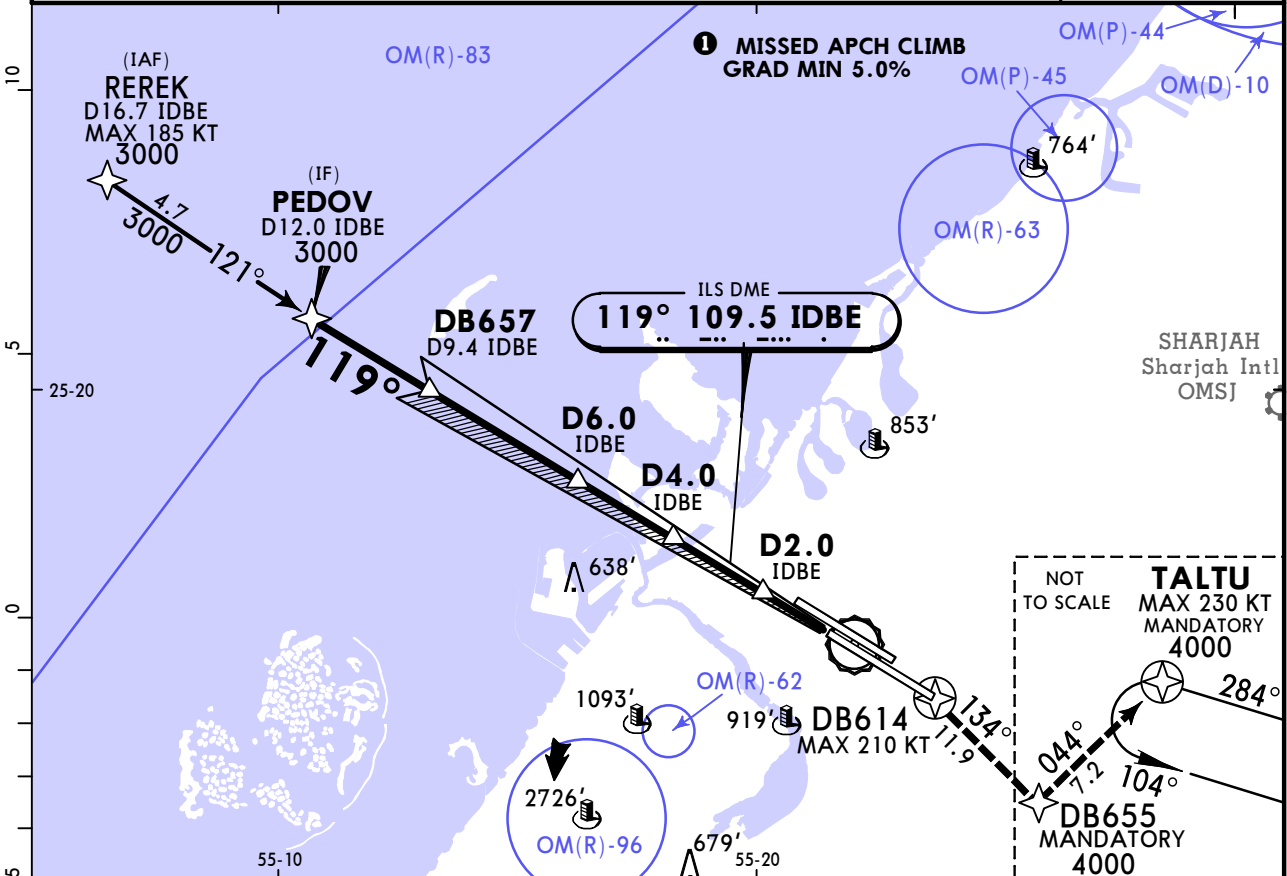 OM(R)-83
❶ MISSED APCH CLIMB
GRAD MIN 5.0%
OM(P)-44
OM(P)-45
OM(D)-10
10
(IAF)
REREK
D16.7 IDBE
MAX 185 KT
3000
764'
4.7
3000
121°
(IF)
PEDOV
D12.0 IDBE
3000
OM(R)-63
ILS DME
119° 109.5 IDBE
DB657
D9.4 IDBE
119°
5
25-20
SHARJAH
Sharjah Intl
OMSJ
853'
D6.0
IDBE
D4.0
IDBE
D2.0
IDBE
638'
0
NOT
TO SCALE
TALTU
MAX 230 KT
MANDATORY
4000
284°
104°
044°
7.2
134°
11.9
OM(R)-62
1093'
919'
DB614
MAX 210 KT
2726'
OM(R)-96
679'
DB655
MANDATORY
4000
55-10
55-20
5